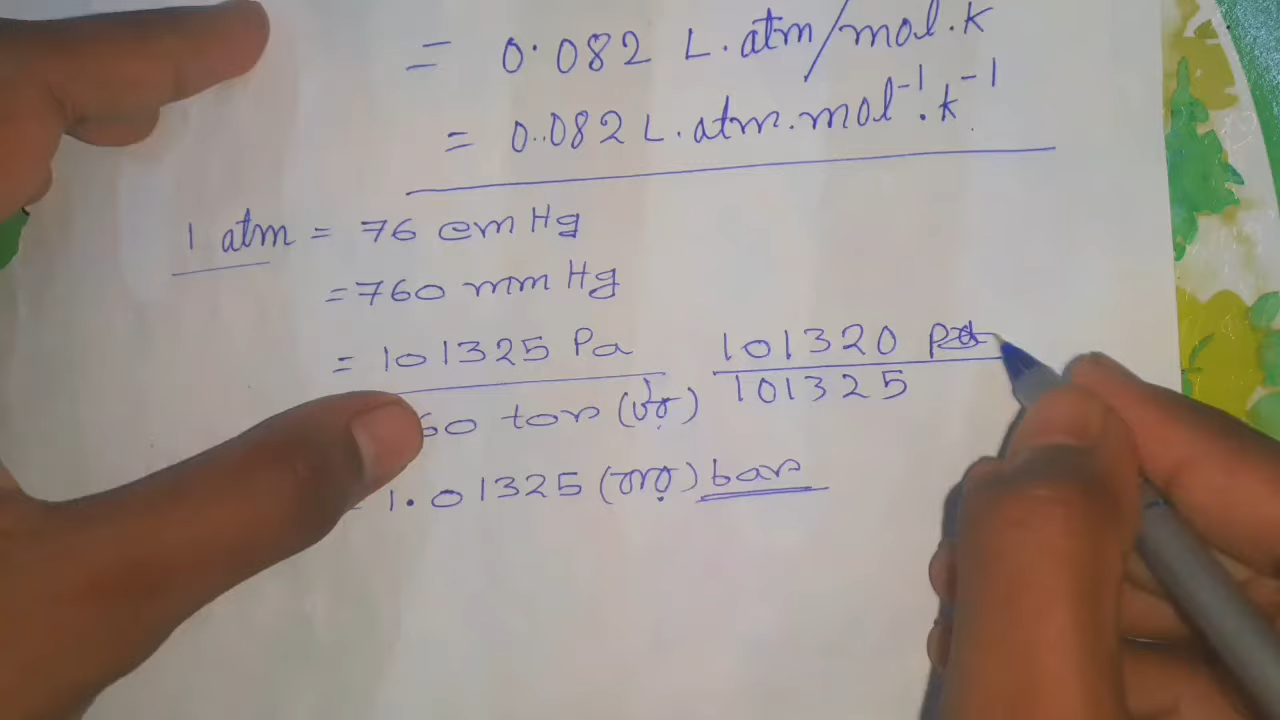 = 0.082 L.atm/mol.k
= 0.082 L.atm.mol⁻¹.k⁻¹
1 atm = 76 cm Hg
= 760 mm Hg
= 101325 Pa
60 torr
1.01325 bar
101320
101325